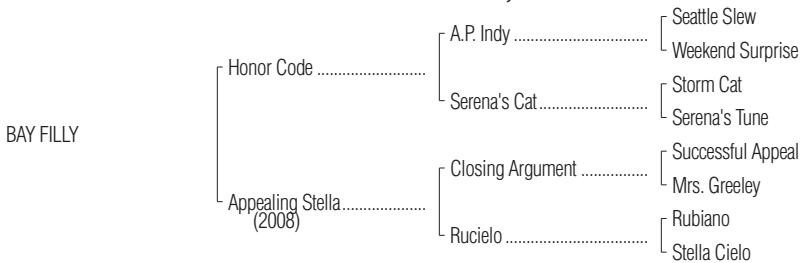 Seattle Slew
A.P. Indy ................................
Weekend Surprise
Honor Code ..........................
Storm Cat
Serena's Cat..........................
Serena's Tune
BAY FILLY
Successful Appeal
Closing Argument ................
Mrs. Greeley
Appealing Stella....................
(2008)
Rubiano
Rucielo ..................................
Stella Cielo